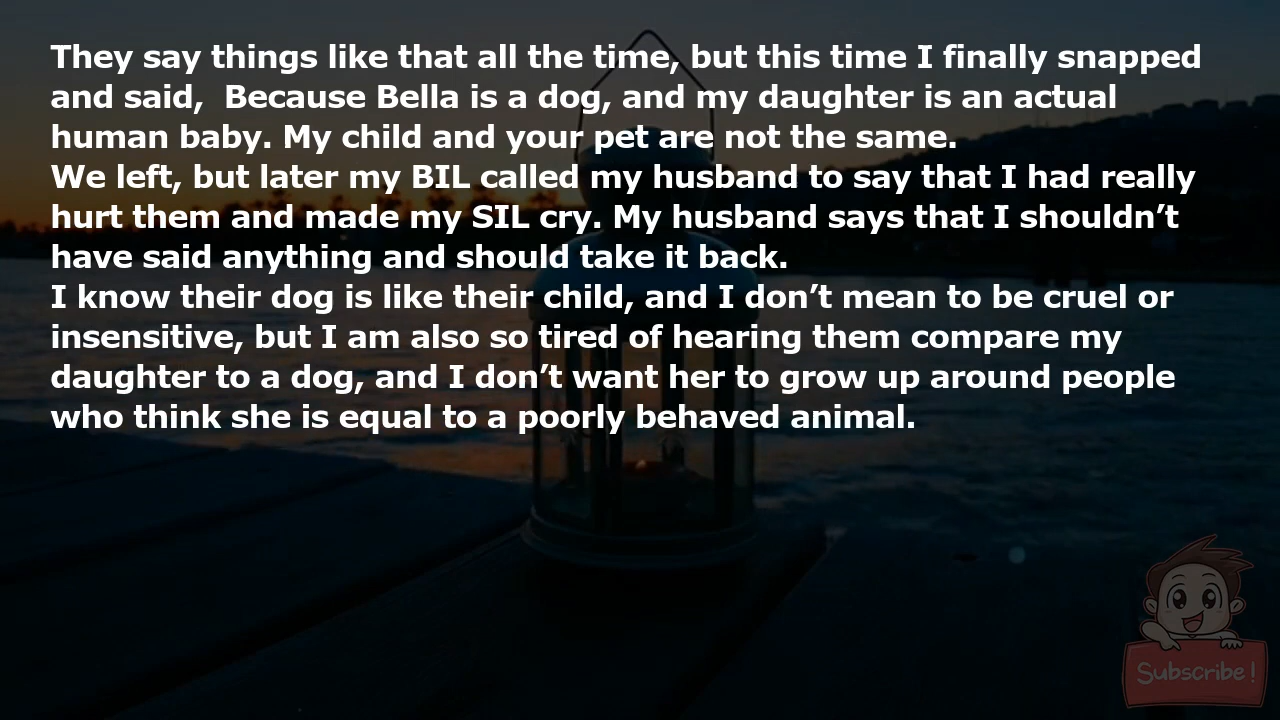 They say things like that all the time, but this time I finally snapped
and said,  Because Bella is a dog, and my daughter is an actual
human baby. My child and your pet are not the same.
We left, but later my BIL called my husband to say that I had really
hurt them and made my SIL cry. My husband says that I shouldn’t
have said anything and should take it back.
I know their dog is like their child, and I don’t mean to be cruel or
insensitive, but I am also so tired of hearing them compare my
daughter to a dog, and I don’t want her to grow up around people
who think she is equal to a poorly behaved animal.
Subscribe!